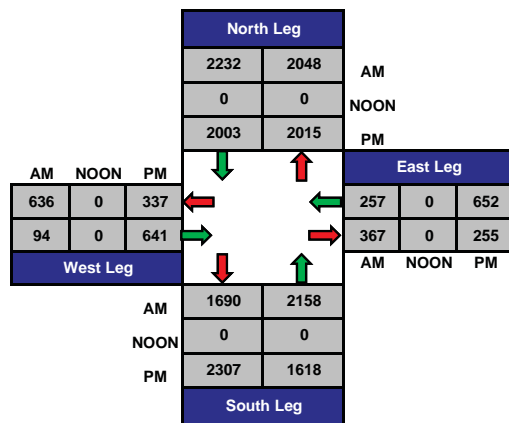 North Leg
2232 2048 AM
0 0 NOON
2003 2015 PM
East Leg
AM NOON PM
636 0 337 257 0 652
94 0 641 367 0 255
West Leg AM NOON PM
AM 1690 2158
NOON 0 0
PM 2307 1618
South Leg